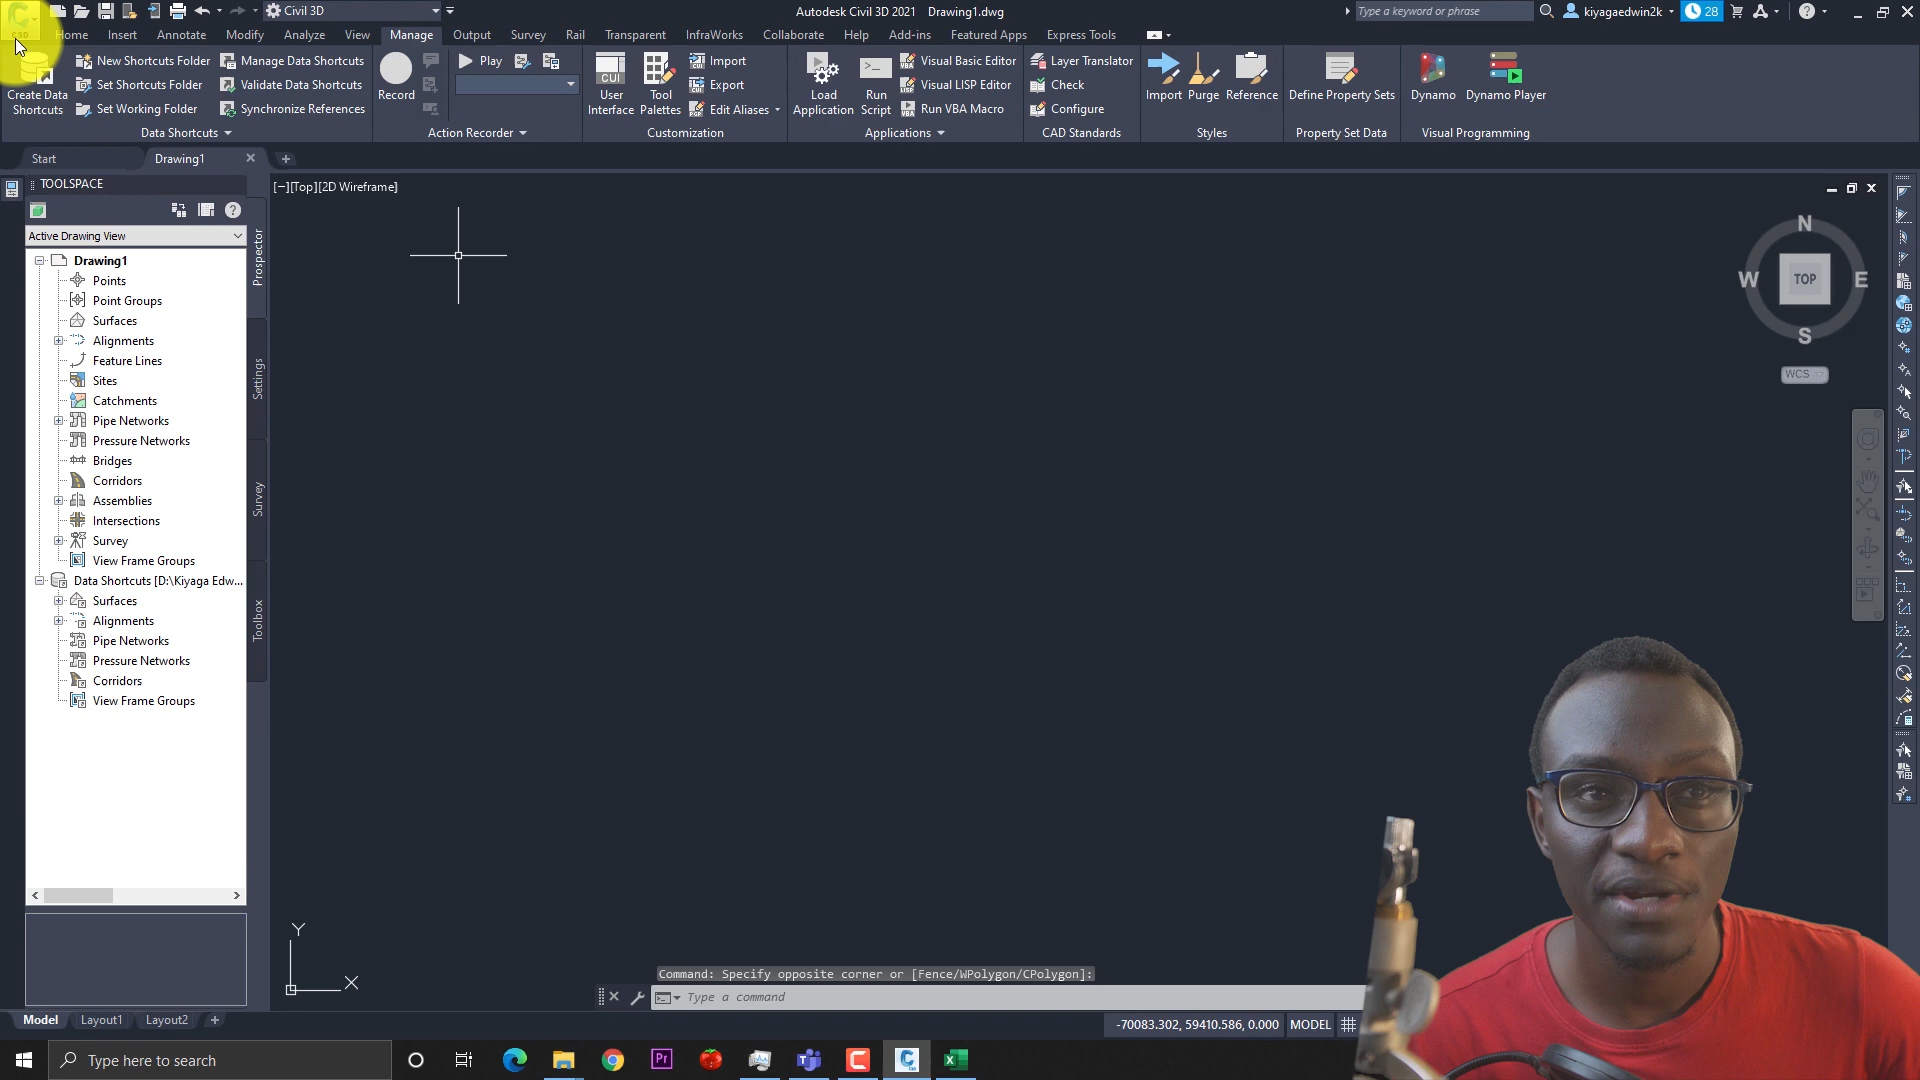 Civil 3D
Autodesk Civil 3D 2021 Drawing1.dwg
Type a keyword or phrase
kiyagaedwin2k
28
C3D
Home Insert Annotate Modify Analyze View Manage Output Survey Rail Transparent InfraWorks Collaborate Help Add-ins Featured Apps Express Tools
Create Data Shortcuts
New Shortcuts Folder
Set Shortcuts Folder
Set Working Folder
Manage Data Shortcuts
Validate Data Shortcuts
Synchronize References
Data Shortcuts
Record
Play
Action Recorder
CUI
User Interface
Tool Palettes
Import
Export
Edit Aliases
Customization
Load Application
Run Script
Visual Basic Editor
Visual LISP Editor
Run VBA Macro
Applications
Layer Translator
Check
Configure
CAD Standards
Import
Purge
Reference
Styles
Define Property Sets
Property Set Data
Dynamo
Dynamo Player
Visual Programming
Start
Drawing1
TOOLSPACE
Active Drawing View
Drawing1
Points
Point Groups
Surfaces
Alignments
Feature Lines
Sites
Catchments
Pipe Networks
Pressure Networks
Bridges
Corridors
Assemblies
Intersections
Survey
View Frame Groups
Data Shortcuts [D:\Kiyaga Edw...
Surfaces
Alignments
Pipe Networks
Pressure Networks
Corridors
View Frame Groups
Prospector
Settings
Survey
Toolbox
[−][Top][2D Wireframe]
N
W TOP E
S
WCS
Y
X
Command: Specify opposite corner or [Fence/WPolygon/CPolygon]:
Type a command
Model Layout1 Layout2
-70083.302, 59410.586, 0.000 MODEL
Type here to search
Pr